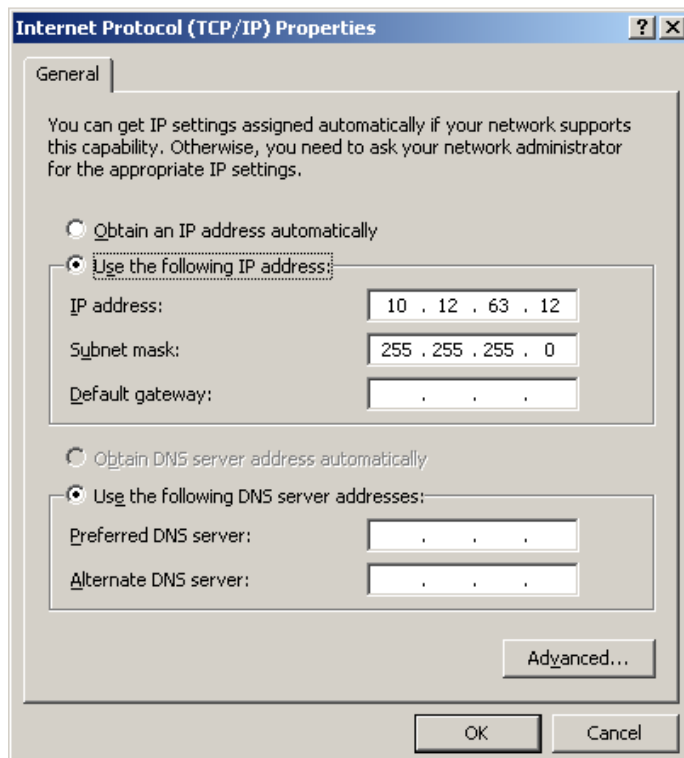 Internet Protocol (TCP/IP) Properties
General
You can get IP settings assigned automatically if your network supports
this capability. Otherwise, you need to ask your network administrator
for the appropriate IP settings.
Obtain an IP address automatically
Use the following IP address:
IP address: 10 . 12 . 63 . 12
Subnet mask: 255 . 255 . 255 . 0
Default gateway: . . .
Obtain DNS server address automatically
Use the following DNS server addresses:
Preferred DNS server: . . .
Alternate DNS server: . . .
Advanced...
OK Cancel